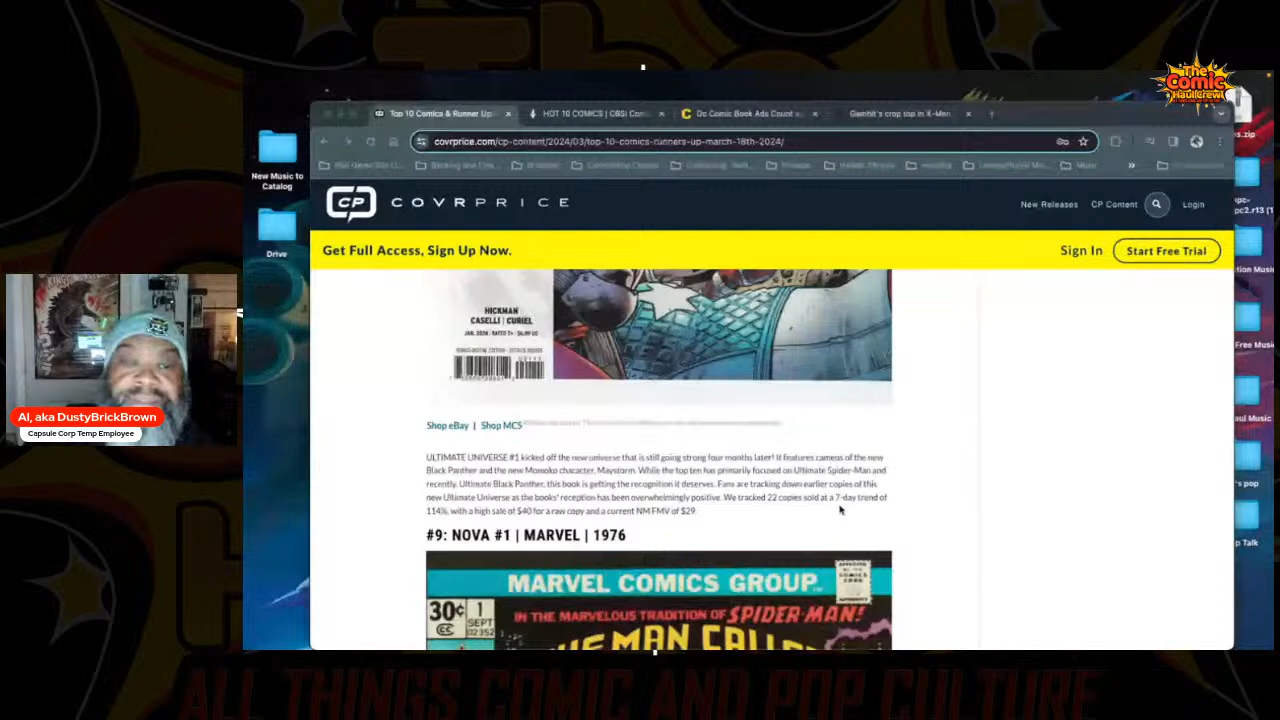 The
Comic
Haul Crew
Top 10 Comics & Runner Up
HOT 10 COMICS | CBSI Com
Do Comic Book Ads Count
Gambit's crop top in X-Men
covrprice.com/cp-content/2024/03/top-10-comics-runners-up-march-18th-2024/
New Music to
Catalog
Drive
CP COVRPRICE
New Releases CP Content Login
Get Full Access, Sign Up Now. Sign In Start Free Trial
HICKMAN
CASELLI CURIEL
Shop eBay | Shop MCS
ULTIMATE UNIVERSE #1 kicked off the new universe that is still going strong four months later! It features cameos of the new
Black Panther and the new Momoko character, Maystorm. While the top ten has primarily focused on Ultimate Spider-Man and
recently, Ultimate Black Panther, this book is getting the recognition it deserves. Fans are tracking down earlier copies of this
new Ultimate Universe as the books' reception has been overwhelmingly positive. We tracked 22 copies sold at a 7-day trend of
114%, with a high sale of $40 for a raw copy and a current NM FMV of $29.
#9: NOVA #1 | MARVEL | 1976
MARVEL COMICS GROUP
30¢ 1
SEPT
02352
IN THE MARVELOUS TRADITION OF SPIDER-MAN!
THE MAN CALLED
AI, aka DustyBrickBrown
Capsule Corp Temp Employee
ALL THINGS COMIC AND POP CULTURE